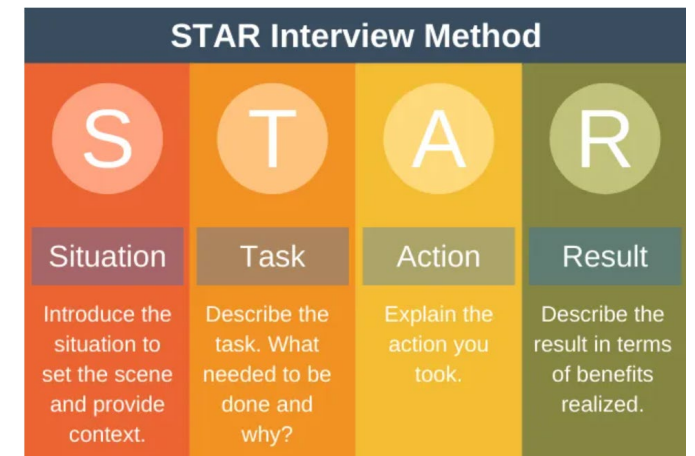 STAR Interview Method
S
T
A
R
Situation
Task
Action
Result
Introduce the
situation to
set the scene
and provide
context.
Describe the
task. What
needed to be
done and
why?
Explain the
action you
took.
Describe the
result in terms
of benefits
realized.